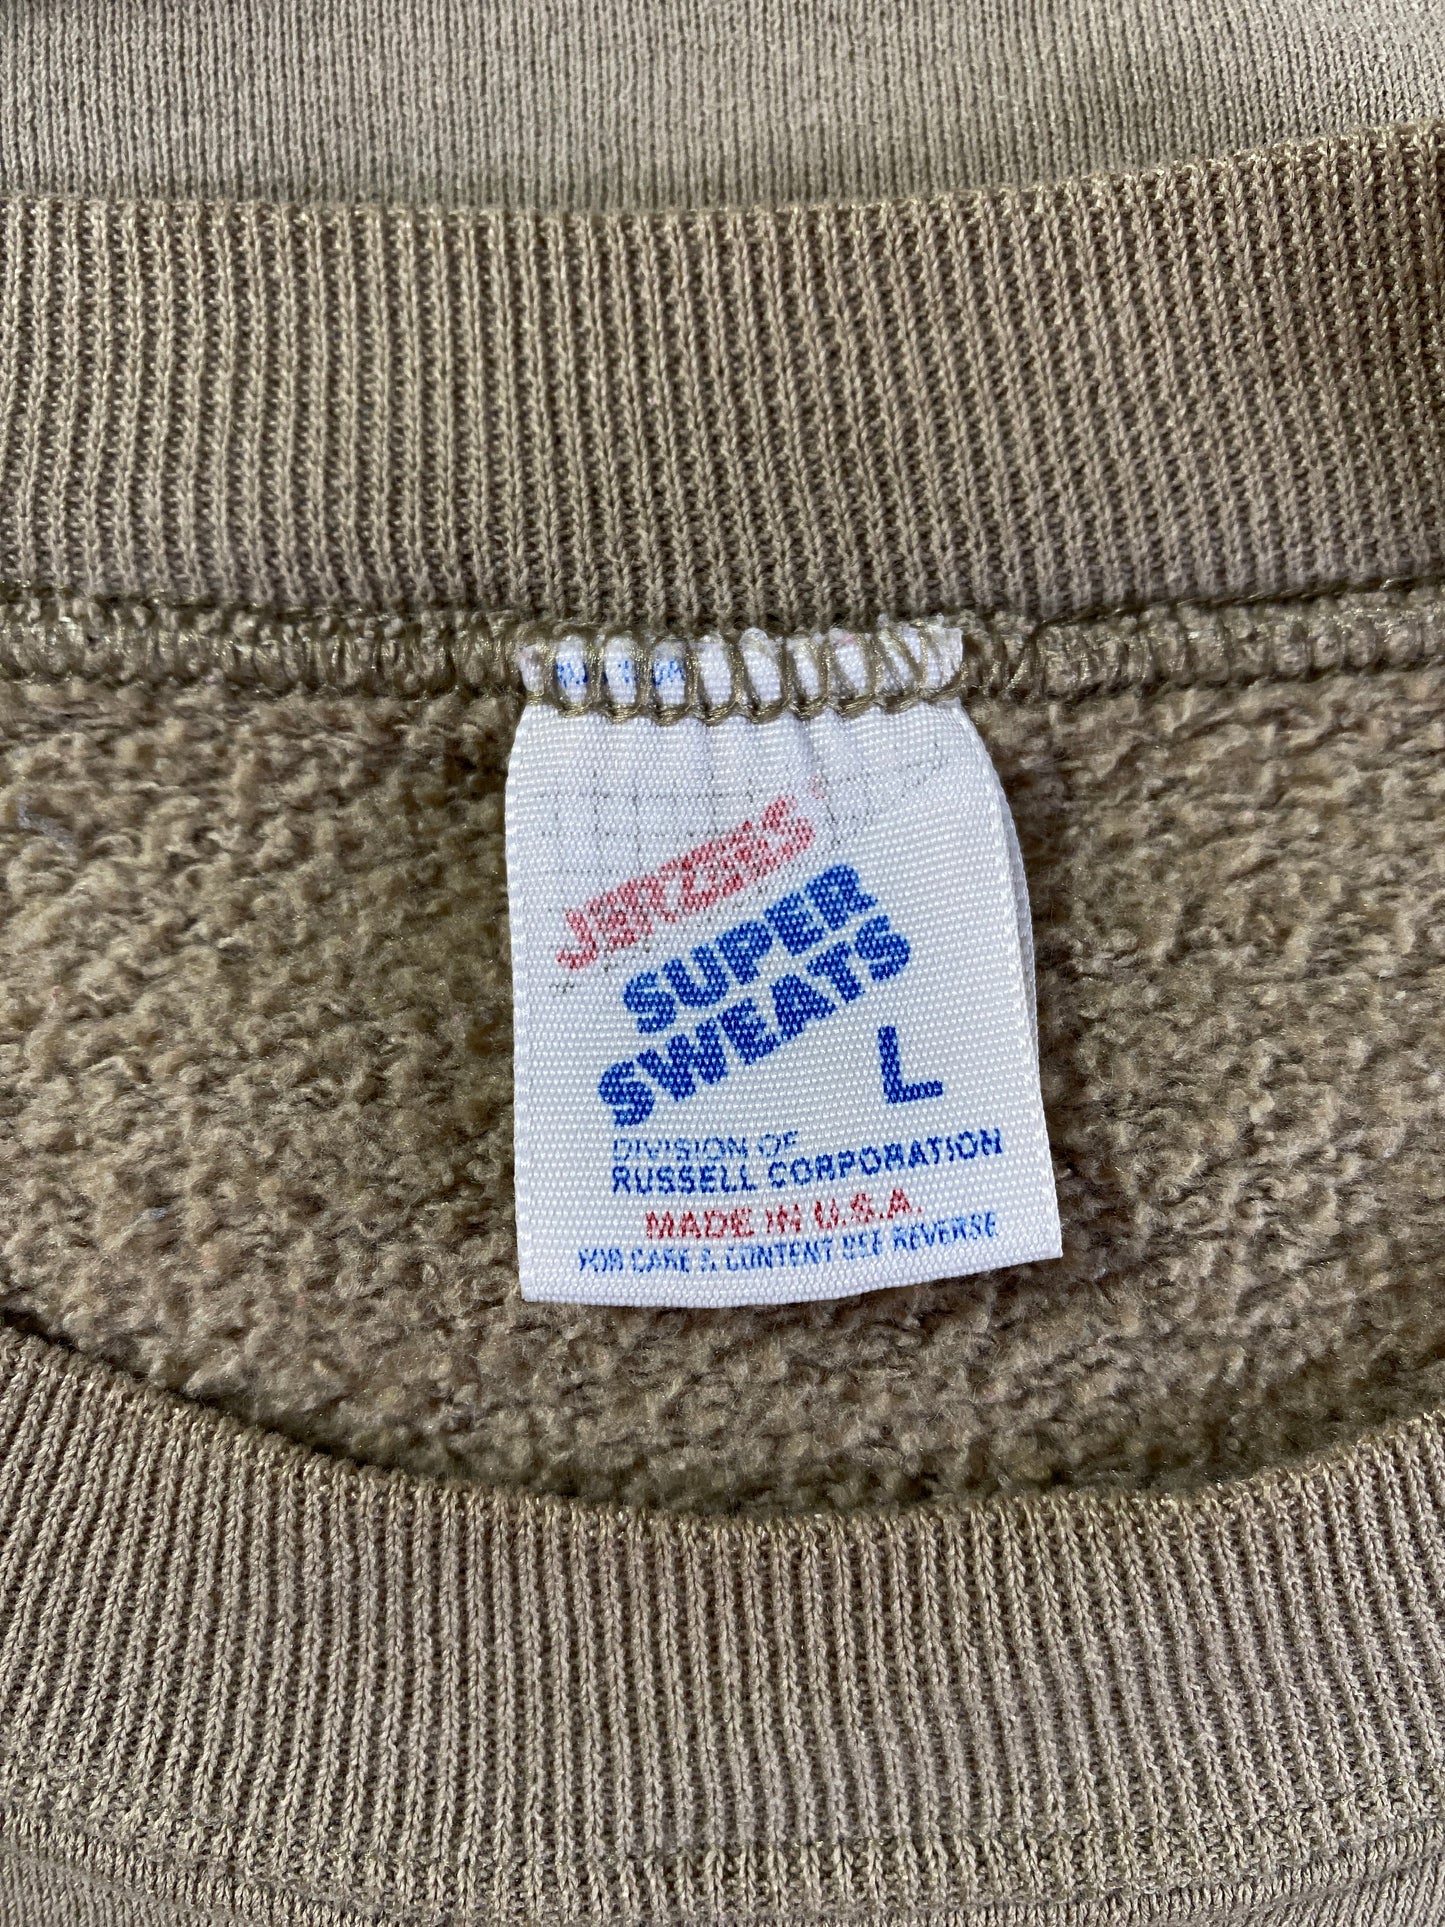 JERZEES
SUPER
SWEATS
L
DIVISION OF
RUSSELL CORPORATION
MADE IN U.S.A.
FOR CARE & CONTENT SEE REVERSE